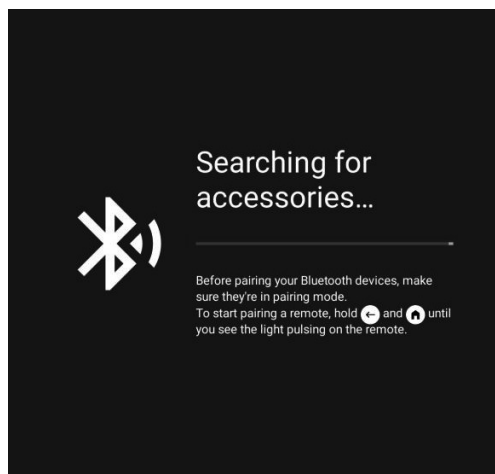 Searching for
accessories…
Before pairing your Bluetooth devices, make
sure they're in pairing mode.
To start pairing a remote, hold and until
you see the light pulsing on the remote.